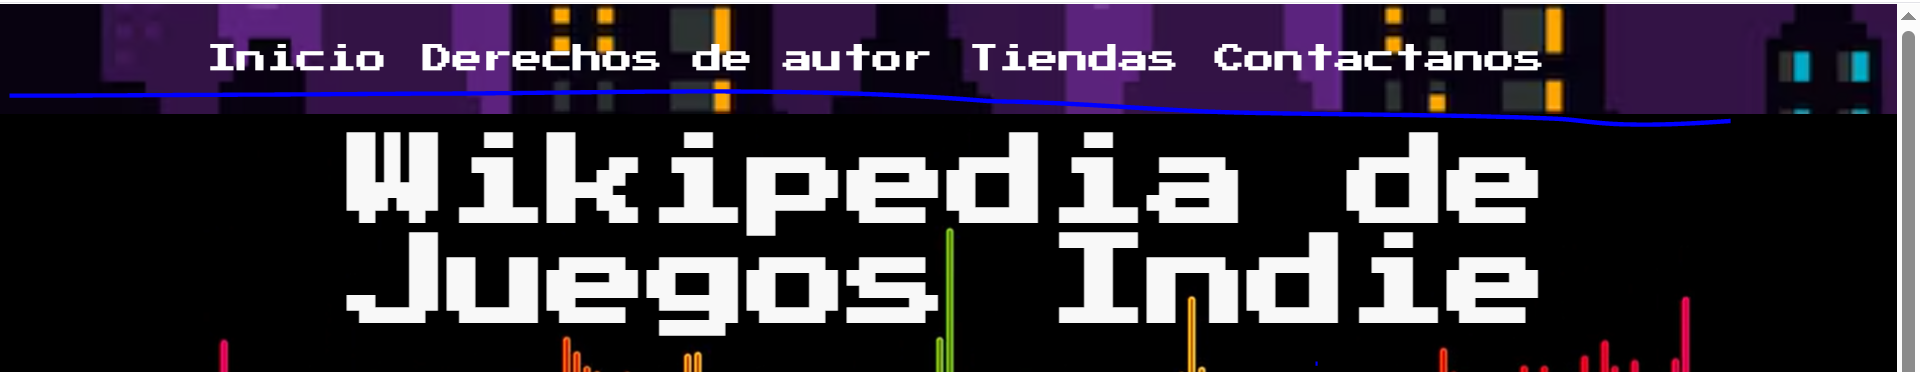 Inicio Derechos de autor Tiendas Contactanos
Wikipedia de
Juegos Indie